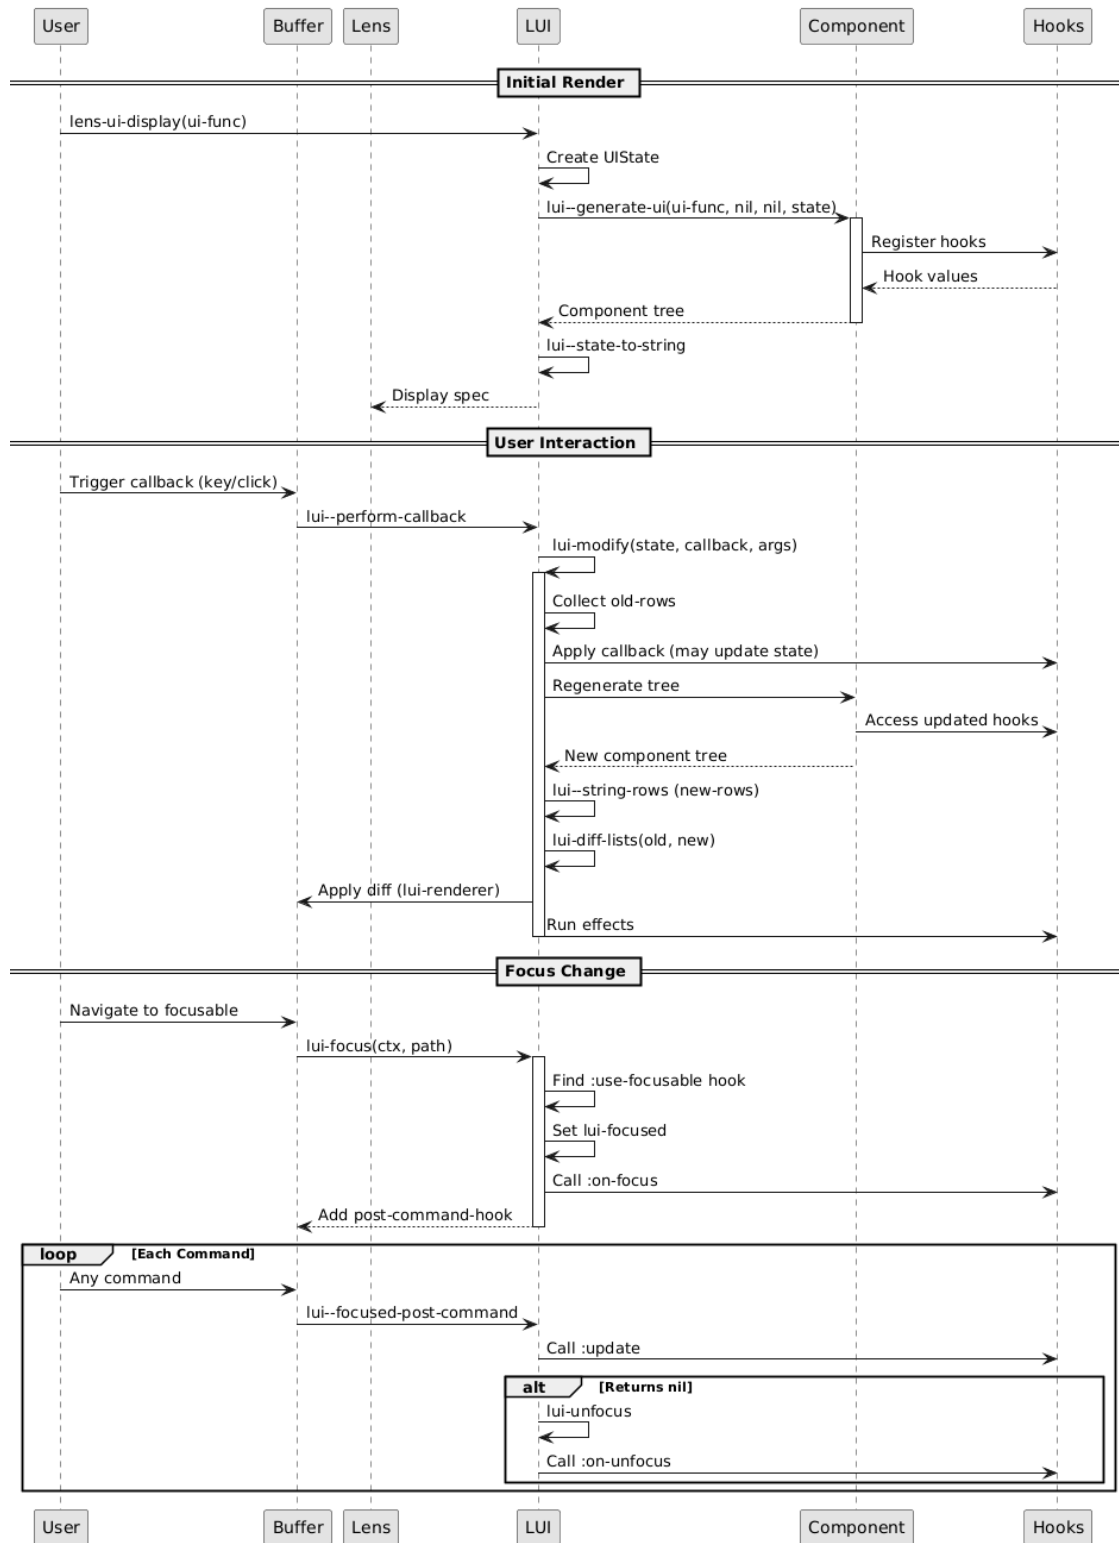 User Buffer Lens LUI Component Hooks
Initial Render
lens-ui-display(ui-func)
Create UIState
lui--generate-ui(ui-func, nil, nil, state)
Register hooks
Hook values
Component tree
lui--state-to-string
Display spec
User Interaction
Trigger callback (key/click)
lui--perform-callback
lui-modify(state, callback, args)
Collect old-rows
Apply callback (may update state)
Regenerate tree
Access updated hooks
New component tree
lui--string-rows (new-rows)
lui-diff-lists(old, new)
Apply diff (lui-renderer)
Run effects
Focus Change
Navigate to focusable
lui-focus(ctx, path)
Find :use-focusable hook
Set lui-focused
Call :on-focus
Add post-command-hook
loop [Each Command]
Any command
lui--focused-post-command
Call :update
alt [Returns nil]
lui-unfocus
Call :on-unfocus
User Buffer Lens LUI Component Hooks